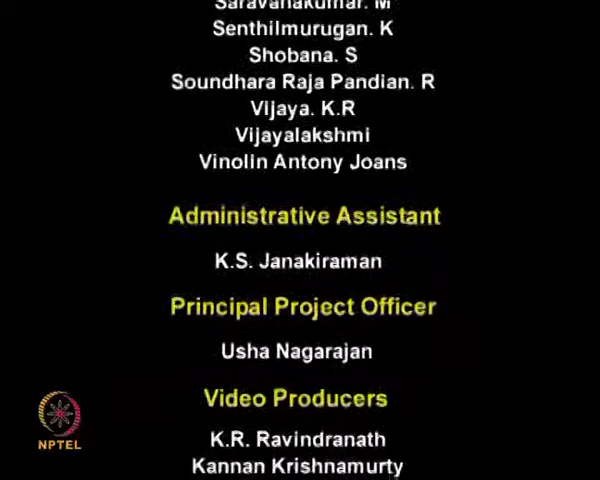 Saravanakumar. M
Senthilmurugan. K
Shobana. S
Soundhara Raja Pandian. R
Vijaya. K.R
Vijayalakshmi
Vinolin Antony Joans
Administrative Assistant
K.S. Janakiraman
Principal Project Officer
Usha Nagarajan
Video Producers
K.R. Ravindranath
Kannan Krishnamurty
NPTEL